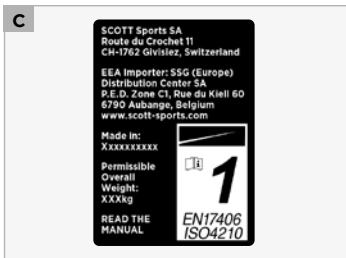 C
SCOTT Sports SA
Route du Crochet 11
CH-1762 Givisiez, Switzerland
EEA Importer: SSG (Europe)
Distribution Center SA
P.E.D. Zone C1, Rue du Kiell 60
6790 Aubange, Belgium
www.scott-sports.com
Made in:
Xxxxxxxxxx
Permissible
Overall
Weight:
XXXkg
READ THE
MANUAL
i
1
EN17406
ISO4210